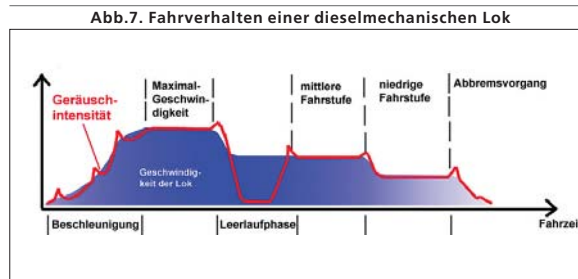 Abb.7. Fahrverhalten einer dieselmechanischen Lok
Geräusch-
intensität
Maximal-
Geschwin-
digkeit
mittlere
Fahrstufe
niedrige
Fahrstufe
Abbremsvorgang
Geschwindig-
keit der Lok
Beschleunigung
Leerlaufphase
Fahrzei